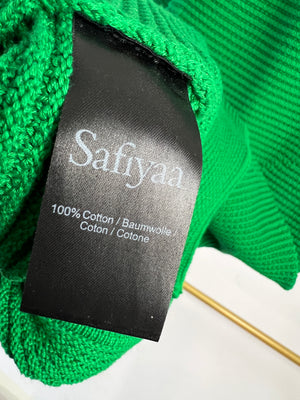 Safiyaa
100% Cotton / Baumwolle /
Coton / Cotone